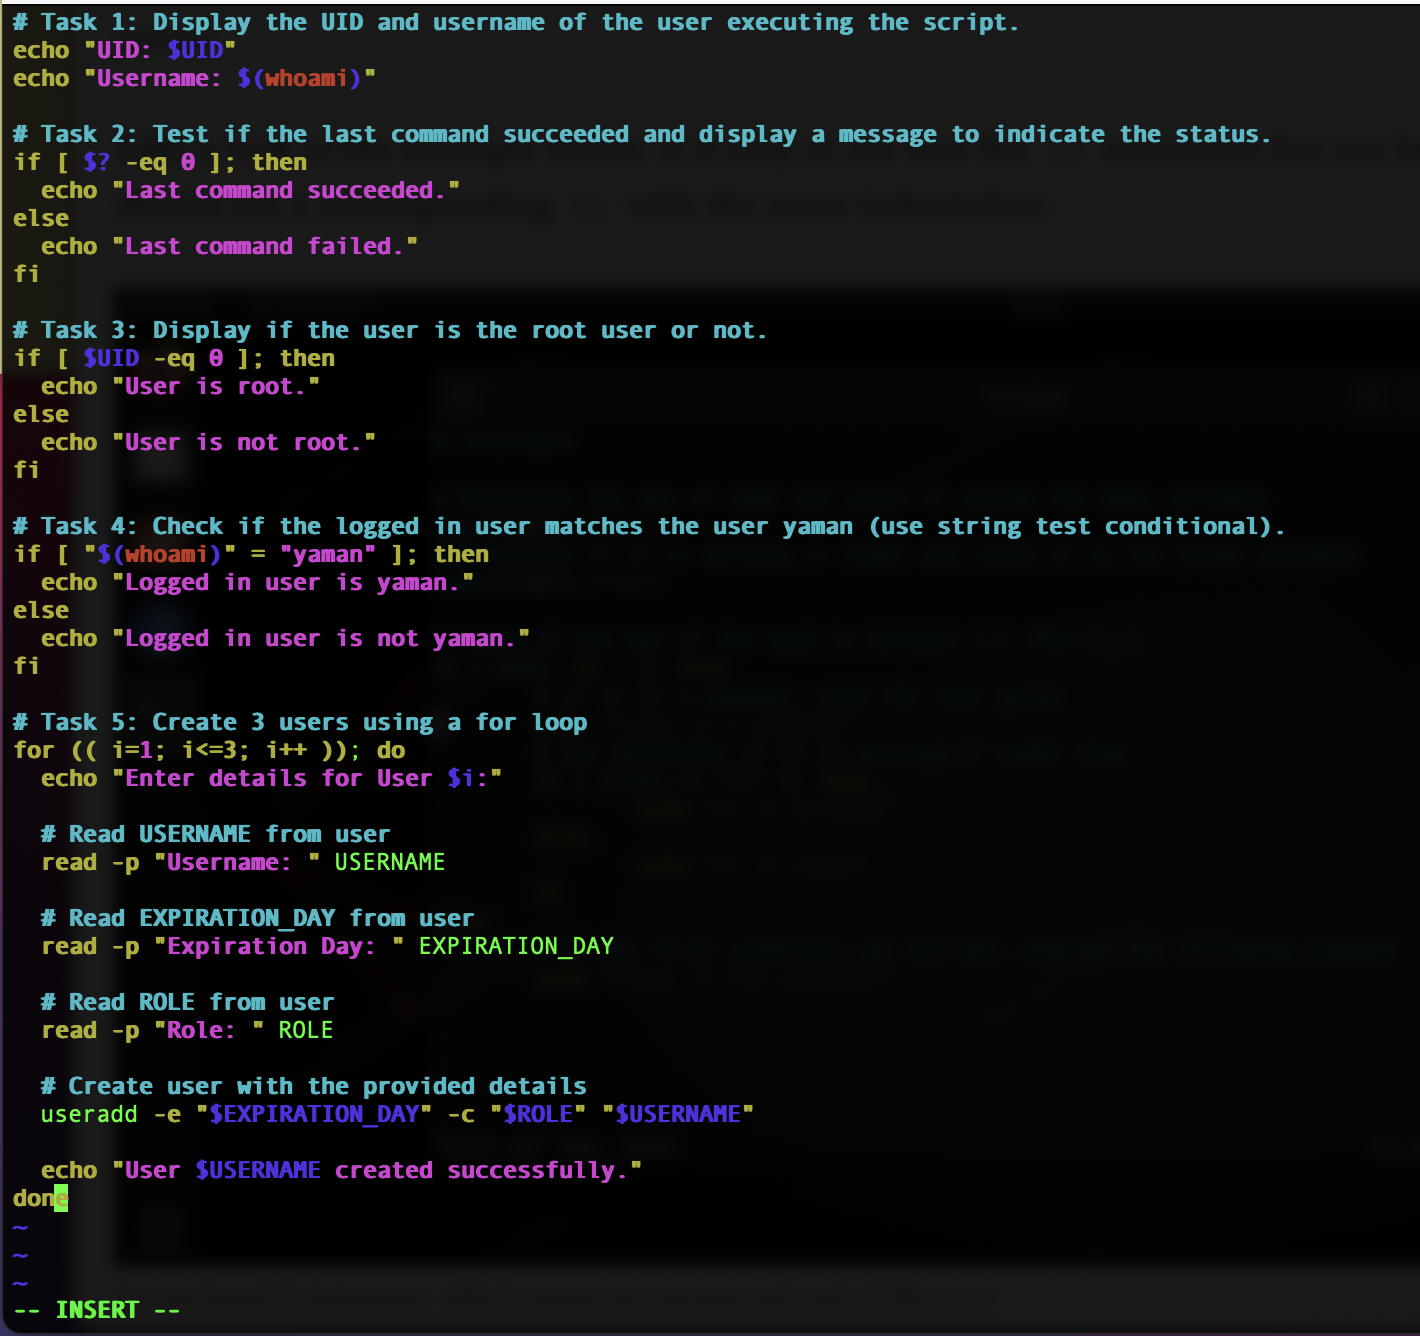 # Task 1: Display the UID and username of the user executing the script.
echo "UID: $UID"
echo "Username: $(whoami)"

# Task 2: Test if the last command succeeded and display a message to indicate the status.
if [ $? -eq 0 ]; then
  echo "Last command succeeded."
else
  echo "Last command failed."
fi

# Task 3: Display if the user is the root user or not.
if [ $UID -eq 0 ]; then
  echo "User is root."
else
  echo "User is not root."
fi

# Task 4: Check if the logged in user matches the user yaman (use string test conditional).
if [ "$(whoami)" = "yaman" ]; then
  echo "Logged in user is yaman."
else
  echo "Logged in user is not yaman."
fi

# Task 5: Create 3 users using a for loop
for (( i=1; i<=3; i++ )); do
  echo "Enter details for User $i:"

  # Read USERNAME from user
  read -p "Username: " USERNAME

  # Read EXPIRATION_DAY from user
  read -p "Expiration Day: " EXPIRATION_DAY

  # Read ROLE from user
  read -p "Role: " ROLE

  # Create user with the provided details
  useradd -e "$EXPIRATION_DAY" -c "$ROLE" "$USERNAME"

  echo "User $USERNAME created successfully."
done
~
~
~
-- INSERT --